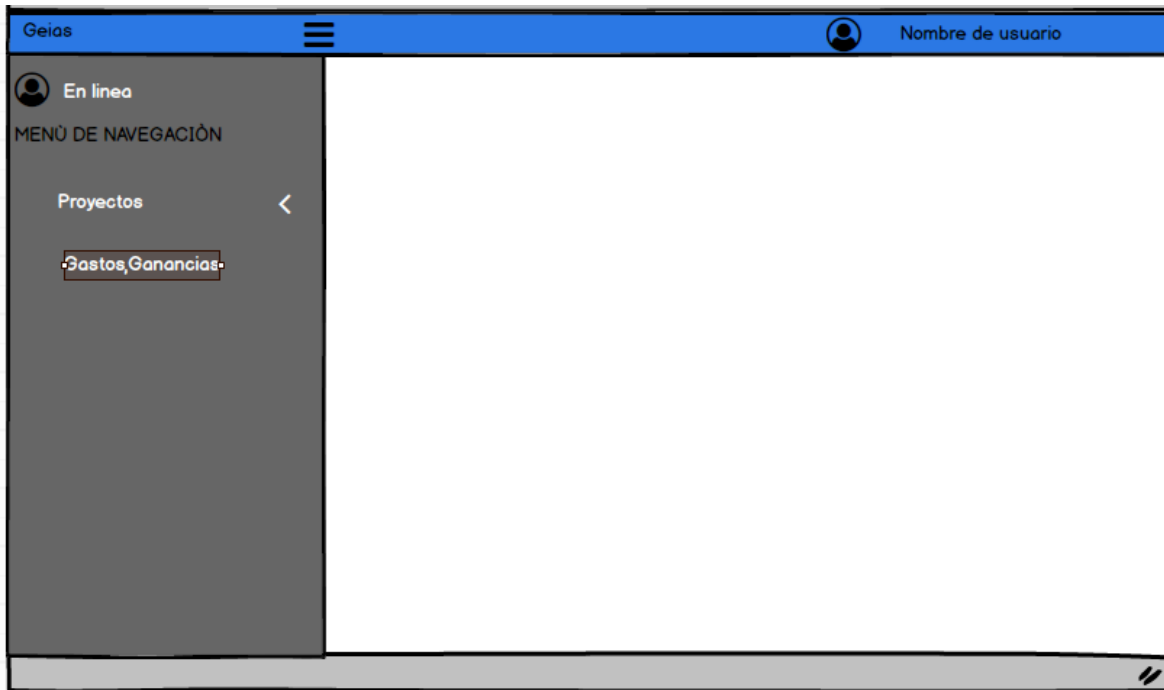 Geias
Nombre de usuario
En linea
MENÙ DE NAVEGACIÒN
Proyectos
Gastos,Ganancias